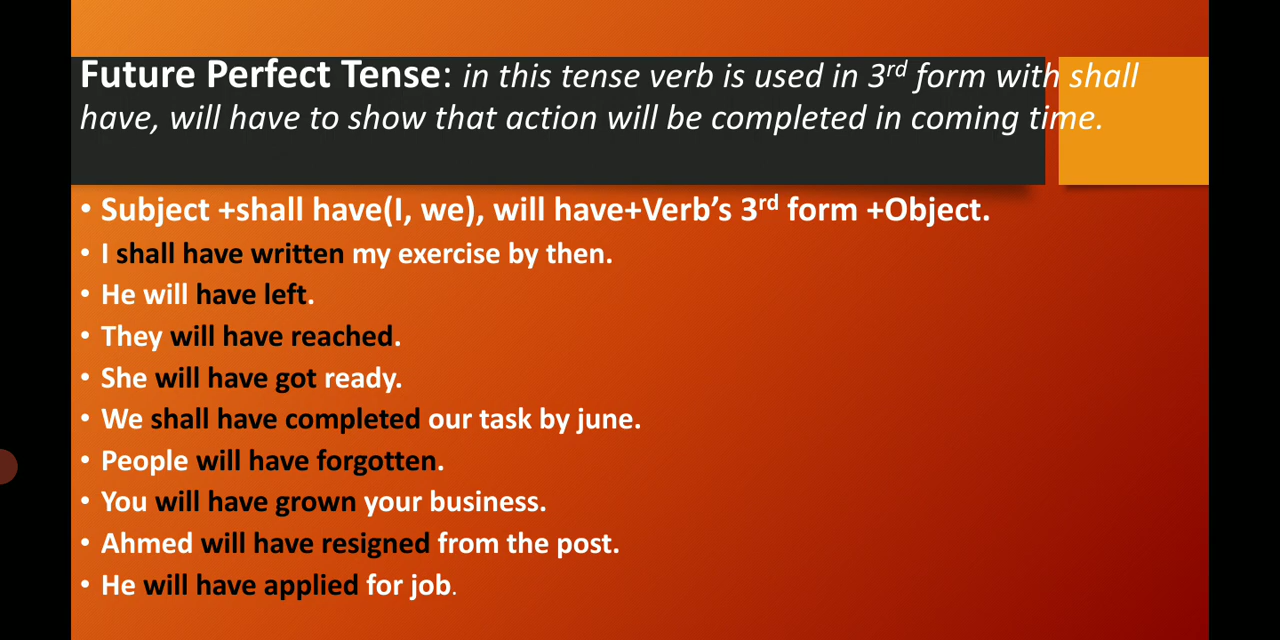 Future Perfect Tense: in this tense verb is used in 3rd form with shall
have, will have to show that action will be completed in coming time.
• Subject +shall have(I, we), will have+Verb's 3rd form +Object.
• I shall have written my exercise by then.
• He will have left.
• They will have reached.
• She will have got ready.
• We shall have completed our task by june.
• People will have forgotten.
• You will have grown your business.
• Ahmed will have resigned from the post.
• He will have applied for job.